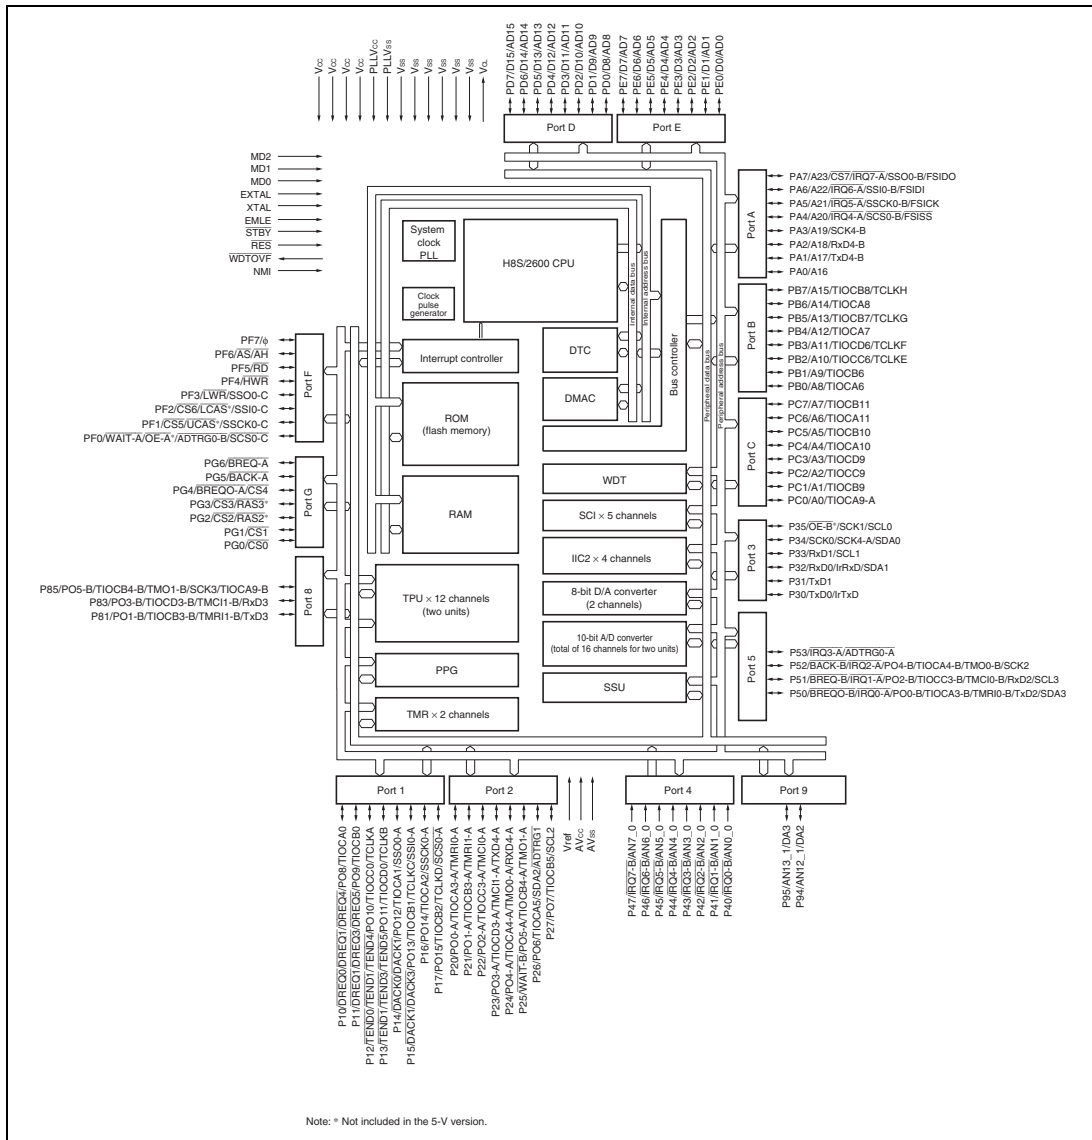 Vcc
Vcc
Vcc
Vcc
PLLVcc
PLLVss
Vss
Vss
Vss
Vss
Vss
Vss
VCL
PD7/D15/AD15
PD6/D14/AD14
PD5/D13/AD13
PD4/D12/AD12
PD3/D11/AD11
PD2/D10/AD10
PD1/D9/AD9
PD0/D8/AD8
PE7/D7/AD7
PE6/D6/AD6
PE5/D5/AD5
PE4/D4/AD4
PE3/D3/AD3
PE2/D2/AD2
PE1/D1/AD1
PE0/D0/AD0
Port D
Port E
MD2
MD1
MD0
EXTAL
XTAL
EMLE
STBY
RES
WDTOVF
NMI
System
clock
PLL
H8S/2600 CPU
Clock
pulse
generator
Interrupt controller
ROM
(flash memory)
RAM
TPU × 12 channels
(two units)
PPG
TMR × 2 channels
DTC
DMAC
Internal data bus
Internal address bus
Bus controller
Peripheral data bus
Peripheral address bus
WDT
SCI × 5 channels
IIC2 × 4 channels
8-bit D/A converter
(2 channels)
10-bit A/D converter
(total of 16 channels for two units)
SSU
Port A
PA7/A23/CS7/IRQ7-A/SSO0-B/FSIDO
PA6/A22/IRQ6-A/SSI0-B/FSIDI
PA5/A21/IRQ5-A/SSCK0-B/FSICK
PA4/A20/IRQ4-A/SCS0-B/FSISS
PA3/A19/SCK4-B
PA2/A18/RxD4-B
PA1/A17/TxD4-B
PA0/A16
Port B
PB7/A15/TIOCB8/TCLKH
PB6/A14/TIOCA8
PB5/A13/TIOCB7/TCLKG
PB4/A12/TIOCA7
PB3/A11/TIOCD6/TCLKF
PB2/A10/TIOCC6/TCLKE
PB1/A9/TIOCB6
PB0/A8/TIOCA6
Port C
PC7/A7/TIOCB11
PC6/A6/TIOCA11
PC5/A5/TIOCB10
PC4/A4/TIOCA10
PC3/A3/TIOCD9
PC2/A2/TIOCC9
PC1/A1/TIOCB9
PC0/A0/TIOCA9-A
Port 3
P35/OE-B*/SCK1/SCL0
P34/SCK0/SCK4-A/SDA0
P33/RxD1/SCL1
P32/RxD0/IrRxD/SDA1
P31/TxD1
P30/TxD0/IrTxD
Port 5
P53/IRQ3-A/ADTRG0-A
P52/BACK-B/IRQ2-A/PO4-B/TIOCA4-B/TMO0-B/SCK2
P51/BREQ-B/IRQ1-A/PO2-B/TIOCC3-B/TMCI0-B/RxD2/SCL3
P50/BREQO-B/IRQ0-A/PO0-B/TIOCA3-B/TMRI0-B/TxD2/SDA3
PF7/φ
PF6/AS/AH
PF5/RD
PF4/HWR
PF3/LWR/SSO0-C
PF2/CS6/LCAS*/SSI0-C
PF1/CS5/UCAS*/SSCK0-C
PF0/WAIT-A/OE-A*/ADTRG0-B/SCS0-C
Port F
PG6/BREQ-A
PG5/BACK-A
PG4/BREQO-A/CS4
PG3/CS3/RAS3*
PG2/CS2/RAS2*
PG1/CS1
PG0/CS0
Port G
P85/PO5-B/TIOCB4-B/TMO1-B/SCK3/TIOCA9-B
P83/PO3-B/TIOCD3-B/TMCI1-B/RxD3
P81/PO1-B/TIOCB3-B/TMRI1-B/TxD3
Port 8
Port 1
Port 2
Port 4
Port 9
P10/DREQ0/DREQ1/DREQ4/PO8/TIOCA0
P11/DREQ1/DREQ3/DREQ5/PO9/TIOCB0
P12/TEND0/TEND1/TEND4/PO10/TIOCC0/TCLKA
P13/TEND1/TEND3/TEND5/PO11/TIOCD0/TCLKB
P14/DACK0/DACK1/PO12/TIOCA1/SSO0-A
P15/DACK1/DACK3/PO13/TIOCB1/TCLKC/SSI0-A
P16/PO14/TIOCA2/SSCK0-A
P17/PO15/TIOCB2/TCLKD/SCS0-A
P20/PO0-A/TIOCA3-A/TMRI0-A
P21/PO1-A/TIOCB3-A/TMRI1-A
P22/PO2-A/TIOCC3-A/TMCI0-A
P23/PO3-A/TIOCD3-A/TMCI1-A/TXD4-A
P24/PO4-A/TIOCA4-A/TMO0-A/RXD4-A
P25/WAIT-B/PO5-A/TIOCB4-A/TMO1-A
P26/PO6/TIOCA5/SDA2/ADTRG1
P27/PO7/TIOCB5/SCL2
Vref
AVcc
AVss
P47/IRQ7-B/AN7_0
P46/IRQ6-B/AN6_0
P45/IRQ5-B/AN5_0
P44/IRQ4-B/AN4_0
P43/IRQ3-B/AN3_0
P42/IRQ2-B/AN2_0
P41/IRQ1-B/AN1_0
P40/IRQ0-B/AN0_0
P95/AN13_1/DA3
P94/AN12_1/DA2
Note: * Not included in the 5-V version.